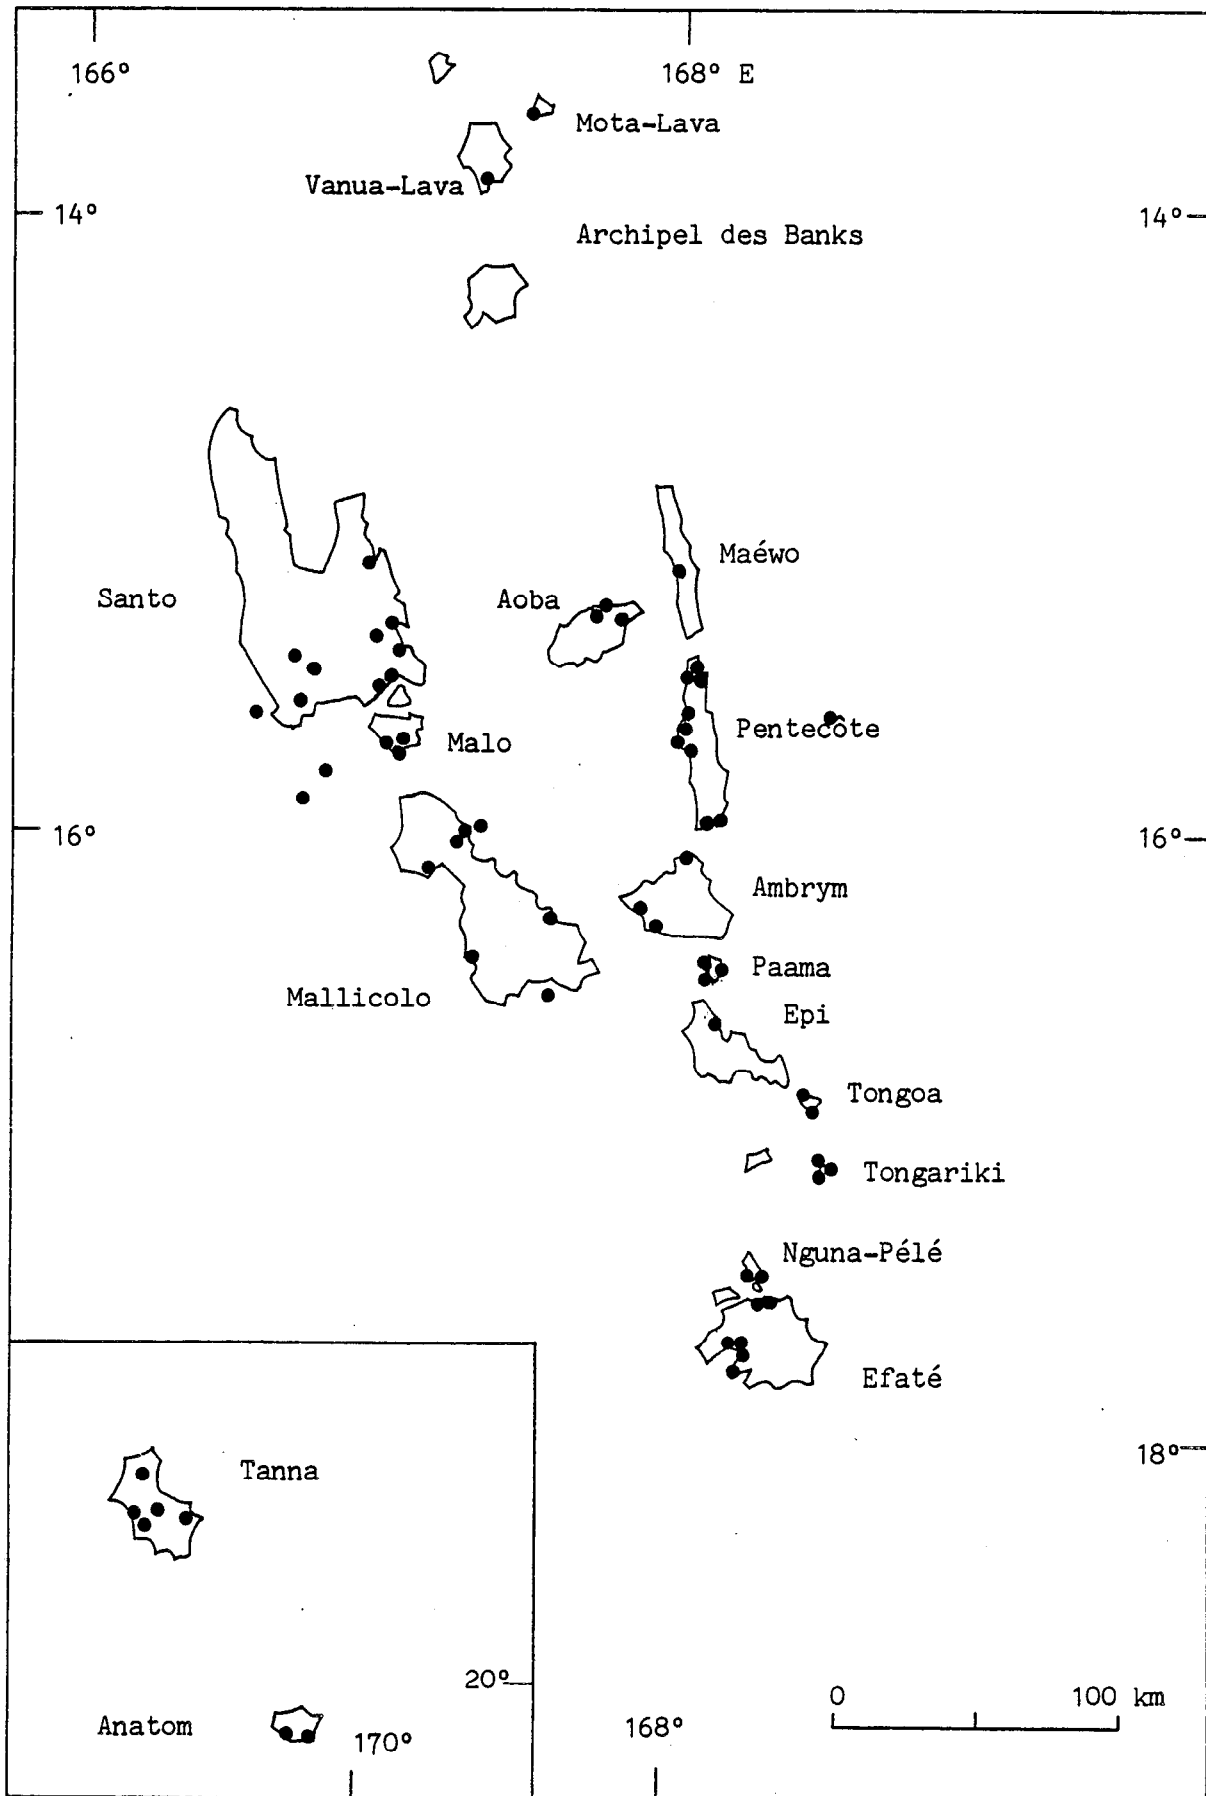 166°
168° E
Mota-Lava
Vanua-Lava
14°
14°
Archipel des Banks
Maéwo
Santo
Aoba
Pentecôte
Malo
16°
16°
Ambrym
Paama
Mallicolo
Epi
Tongoa
Tongariki
Nguna-Pélé
Efaté
18°
Tanna
20°
0
100 km
Anatom
170°
168°